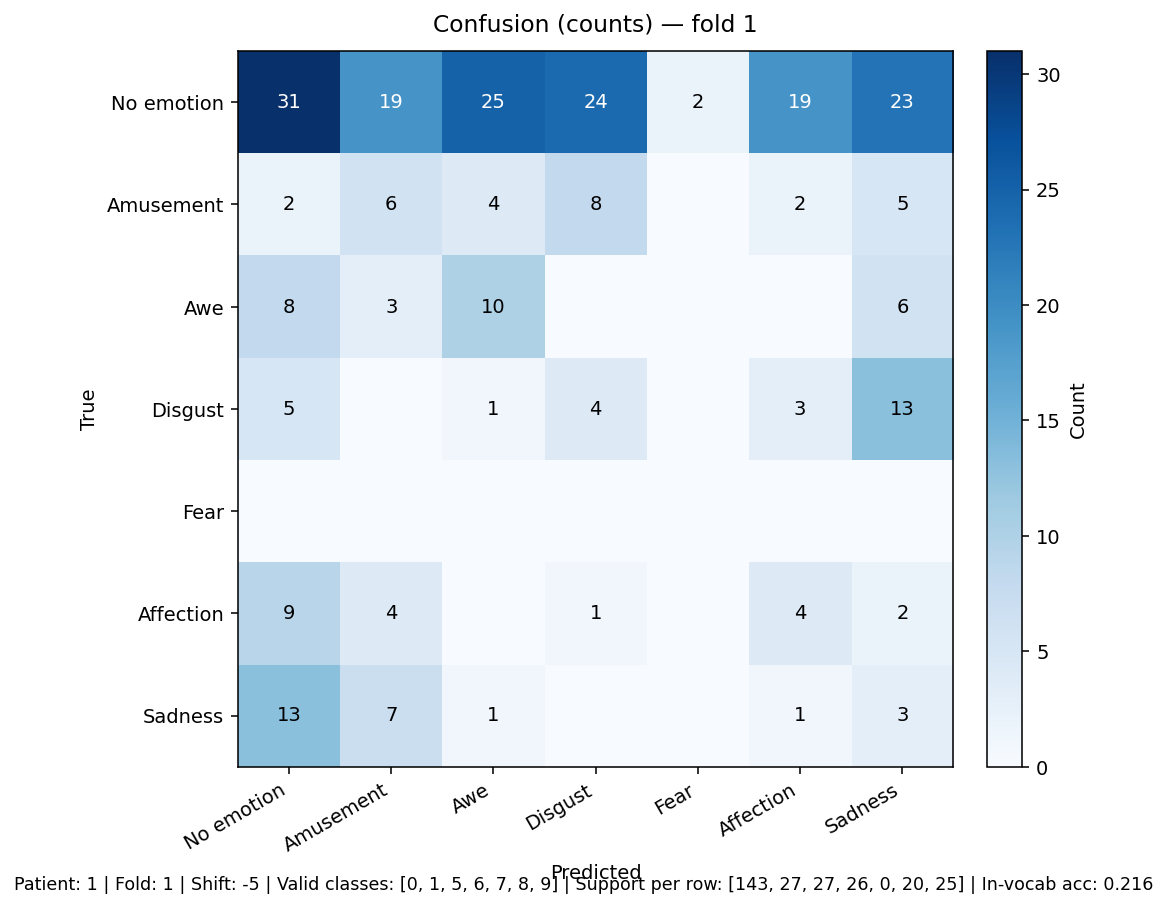 Confusion (counts) — fold 1
No emotion 31 19 25 24 2 19 23
Amusement 2 6 4 8 2 5
Awe 8 3 10 6
Disgust 5 1 4 3 13
Fear
Affection 9 4 1 4 2
Sadness 13 7 1 1 3
True
No emotion Amusement Awe Disgust Fear Affection Sadness
Predicted
30
25
20
15
10
5
0
Count
Patient: 1 | Fold: 1 | Shift: -5 | Valid classes: [0, 1, 5, 6, 7, 8, 9] | Support per row: [143, 27, 27, 26, 0, 20, 25] | In-vocab acc: 0.216